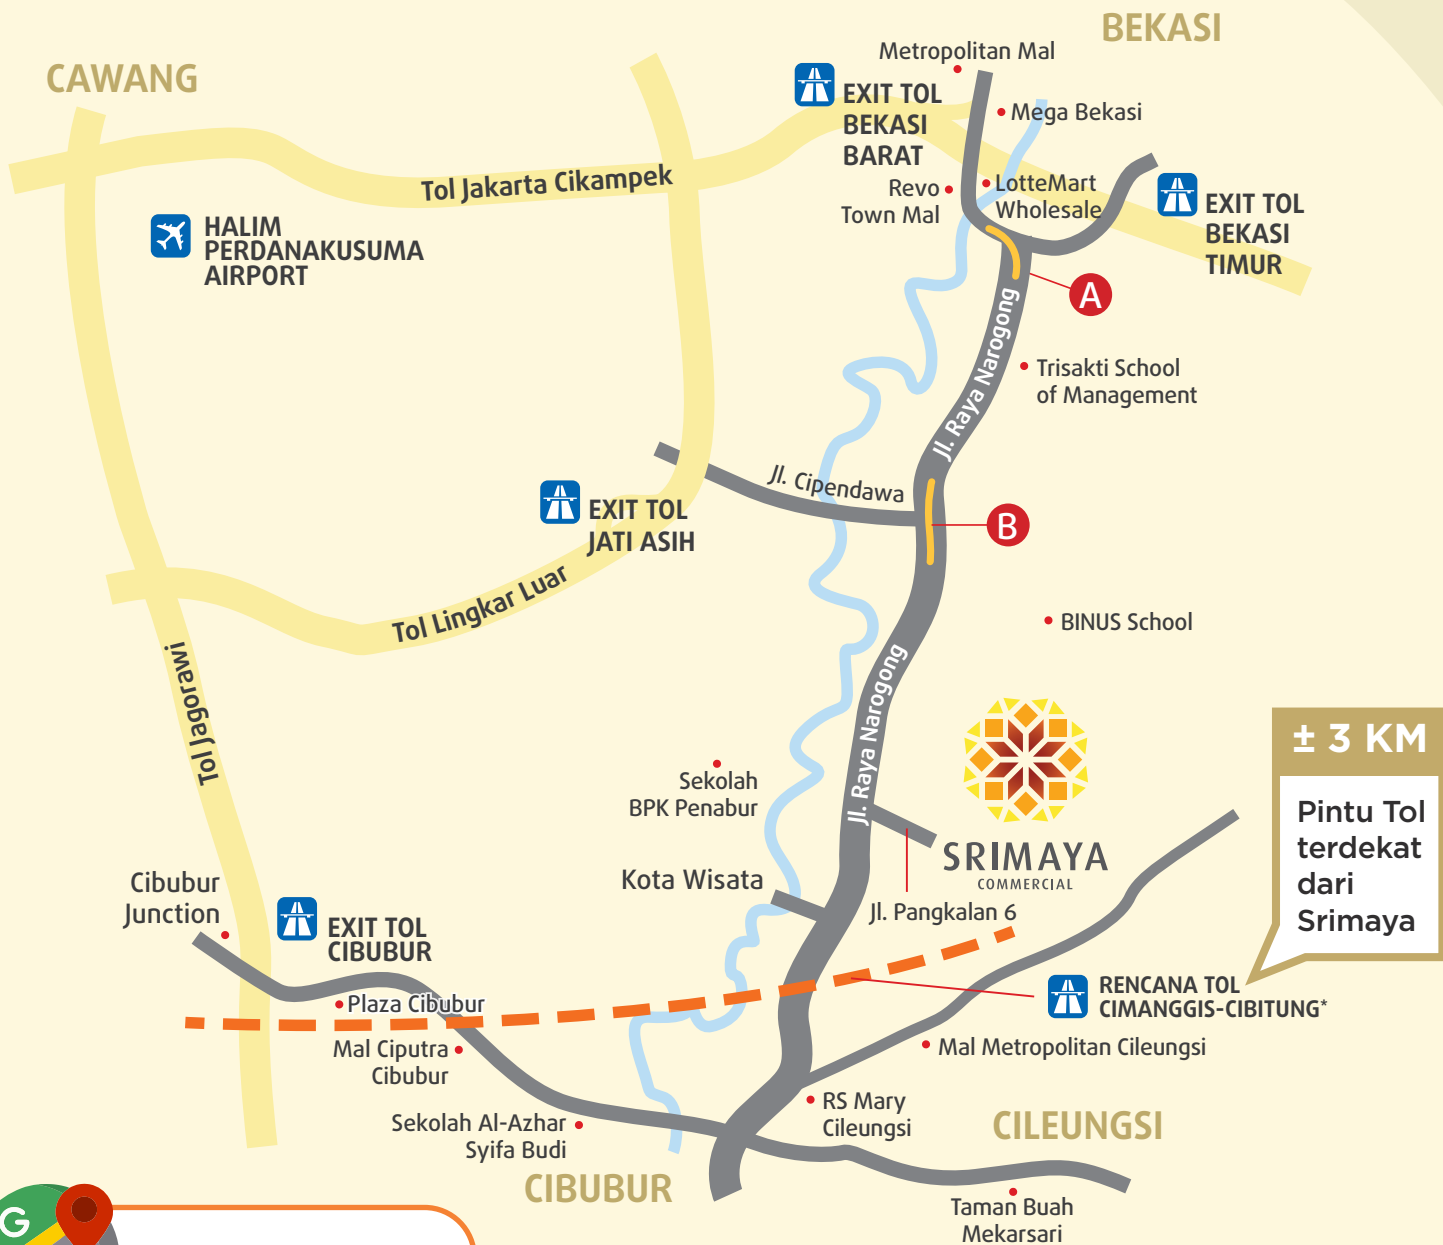 BEKASI
Metropolitan Mal
CAWANG
EXIT TOL
BEKASI
BARAT
Mega Bekasi
Tol Jakarta Cikampek
Revo
Town Mal
LotteMart
Wholesale
EXIT TOL
BEKASI
TIMUR
HALIM
PERDANAKUSUMA
AIRPORT
A
Jl. Raya Narogong
Trisakti School
of Management
Jl. Cipendawa
EXIT TOL
JATI ASIH
B
Tol Lingkar Luar
BINUS School
Tol Jagorawi
Jl. Raya Narogong
± 3 KM
Pintu Tol
terdekat
dari
Srimaya
Sekolah
BPK Penabur
SRIMAYA
COMMERCIAL
Kota Wisata
Jl. Pangkalan 6
Cibubur
Junction
EXIT TOL
CIBUBUR
RENCANA TOL
CIMANGGIS-CIBITUNG*
Plaza Cibubur
Mal Ciputra
Cibubur
Mal Metropolitan Cileungsi
RS Mary
Cileungsi
Sekolah Al-Azhar
Syifa Budi
CILEUNGSI
CIBUBUR
Taman Buah
Mekarsari
G